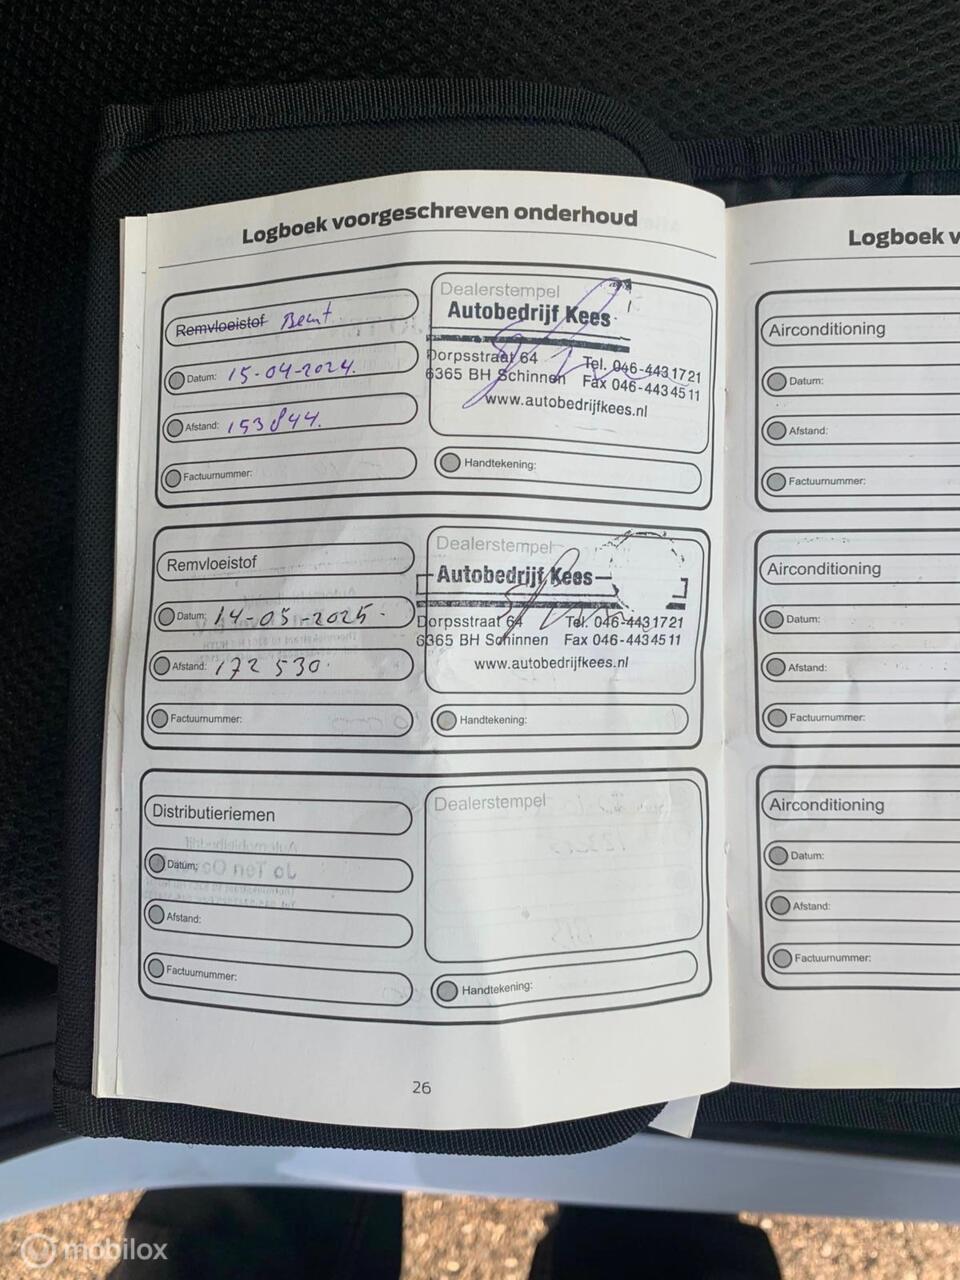 Logboek voorgeschreven onderhoud
Remvloeistof Beurt
Datum: 15-04-2024.
Afstand: 153844.
Factuurnummer:
Dealerstempel
Autobedrijf Kees
Dorpsstraat 64 Tel. 046-4431721
6365 BH Schinnen Fax 046-4434511
www.autobedrijfkees.nl
Handtekening:
Remvloeistof
Datum: 14-05-2025.
Afstand: 172 530.
Factuurnummer:
Dealerstempel
Autobedrijf Kees
Dorpsstraat 64 Tel. 046-4431721
6365 BH Schinnen Fax 046-4434511
www.autobedrijfkees.nl
Handtekening:
Distributieriemen
Datum:
Afstand:
Factuurnummer:
Dealerstempel
Handtekening:
26
Logboek v
Airconditioning
Datum:
Afstand:
Factuurnummer:
Airconditioning
Datum:
Afstand:
Factuurnummer:
Airconditioning
Datum:
Afstand:
Factuurnummer:
mobilox